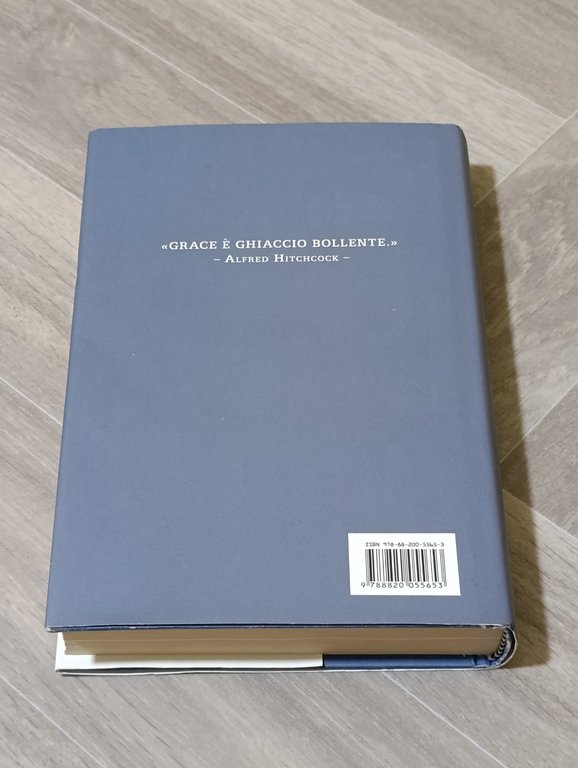 «GRACE È GHIACCIO BOLLENTE.»
– ALFRED HITCHCOCK –
ISBN 978-88-200-5565-3
9 788820 055653